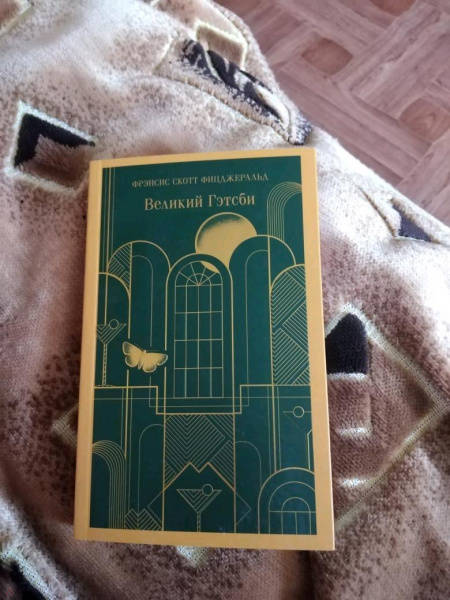 ФРЭНСИС СКОТТ ФИЦДЖЕРАЛЬД
Великий Гэтсби